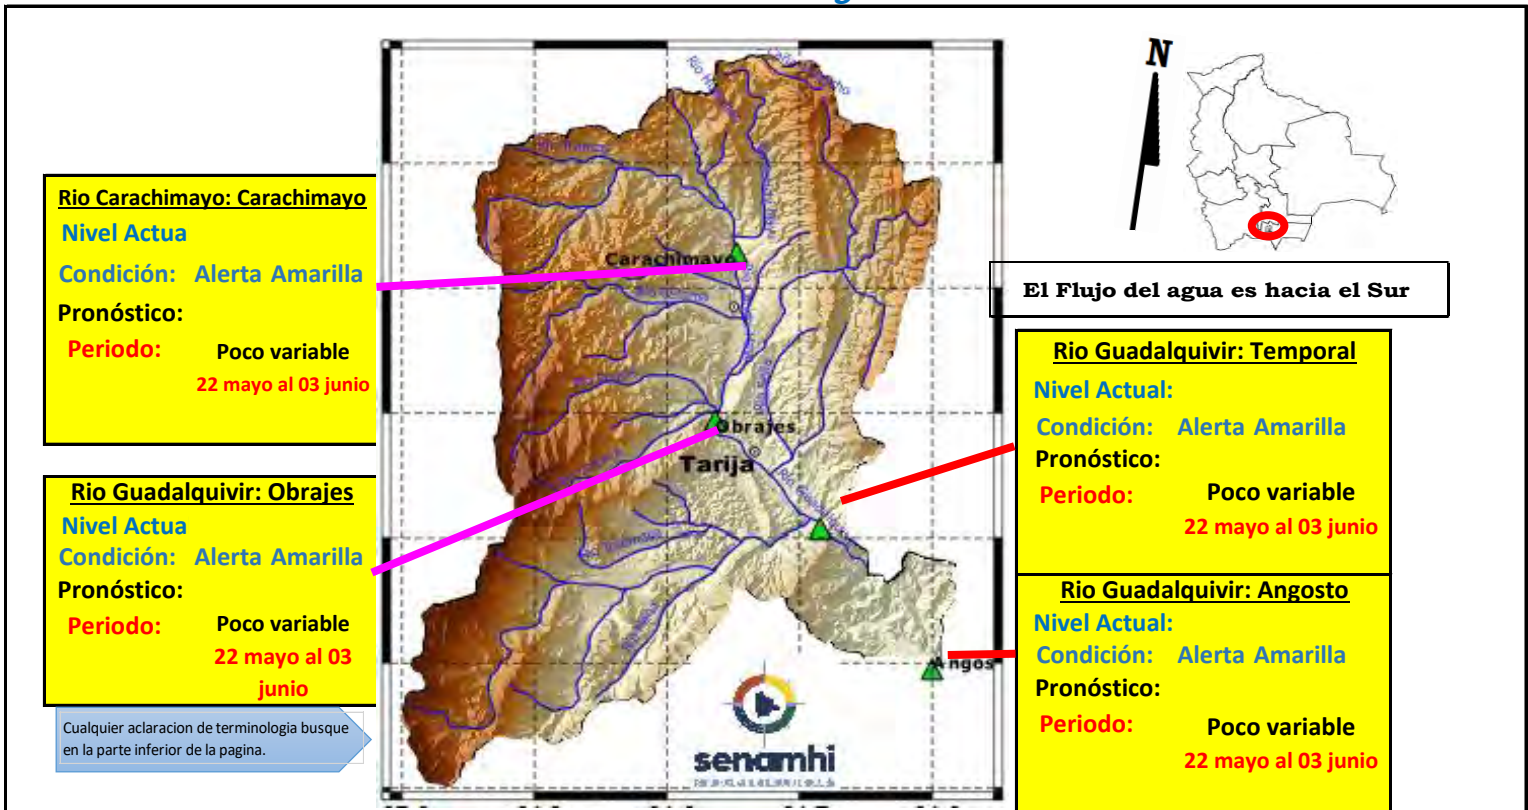 N
El Flujo del agua es hacia el Sur
Rio Carachimayo: Carachimayo
Nivel Actua
Condición: Alerta Amarilla
Pronóstico:
Periodo: Poco variable
22 mayo al 03 junio
Rio Guadalquivir: Obrajes
Nivel Actua
Condición: Alerta Amarilla
Pronóstico:
Periodo: Poco variable
22 mayo al 03
junio
Cualquier aclaracion de terminologia busque
en la parte inferior de la pagina.
Carachimayo
Obrajes
Tarija
Angos
senamhi
Rio Guadalquivir: Temporal
Nivel Actual:
Condición: Alerta Amarilla
Pronóstico:
Periodo: Poco variable
22 mayo al 03 junio
Rio Guadalquivir: Angosto
Nivel Actual:
Condición: Alerta Amarilla
Pronóstico:
Periodo: Poco variable
22 mayo al 03 junio